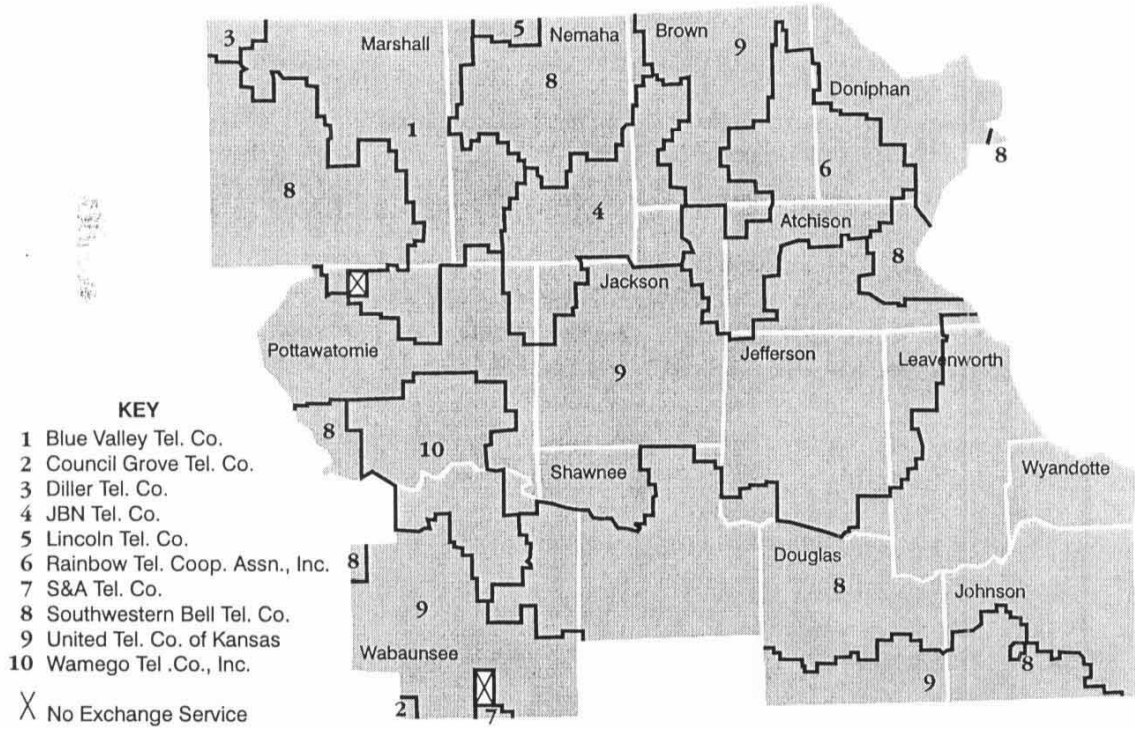 3
Marshall
5
Nemaha
Brown
9
8
Doniphan
1
8
6
8
4
Atchison
8
Jackson
Pottawatomie
9
Jefferson
Leavenworth
8
10
Shawnee
Wyandotte
Douglas
8
8
9
Johnson
Wabaunsee
8
9
2
7
KEY
1 Blue Valley Tel. Co.
2 Council Grove Tel. Co.
3 Diller Tel. Co.
4 JBN Tel. Co.
5 Lincoln Tel. Co.
6 Rainbow Tel. Coop. Assn., Inc.
7 S&A Tel. Co.
8 Southwestern Bell Tel. Co.
9 United Tel. Co. of Kansas
10 Wamego Tel .Co., Inc.
X No Exchange Service